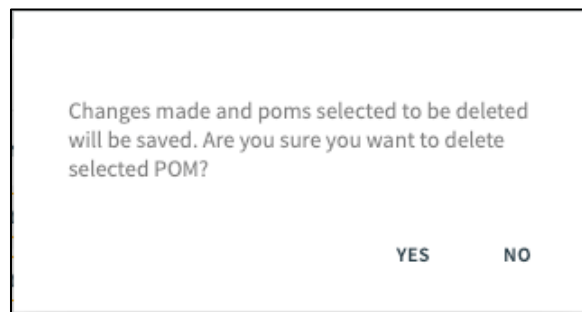 Changes made and poms selected to be deleted
will be saved. Are you sure you want to delete
selected POM?
YES NO